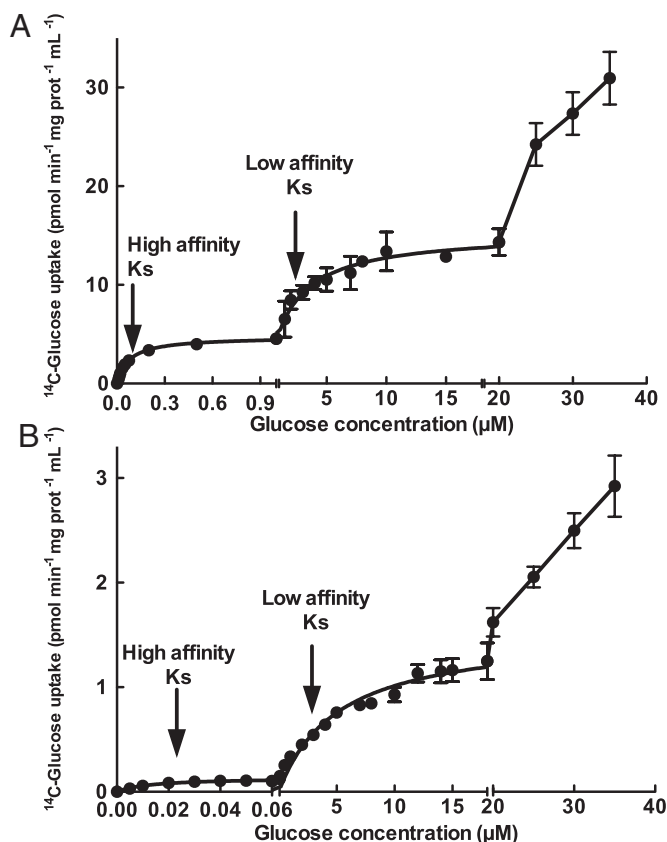 A
¹⁴C-Glucose uptake (pmol min⁻¹ mg prot ⁻¹ mL ⁻¹)
30
20
10
0
High affinity
Ks
Low affinity
Ks
0.0 0.3 0.6 0.9 5 10 15 20 30 40
Glucose concentration (µM)
B
¹⁴C-Glucose uptake (pmol min⁻¹ mg prot ⁻¹ mL ⁻¹)
3
2
1
0
High affinity
Ks
Low affinity
Ks
0.00 0.02 0.04 0.06 5 10 15 20 30 40
Glucose concentration (µM)